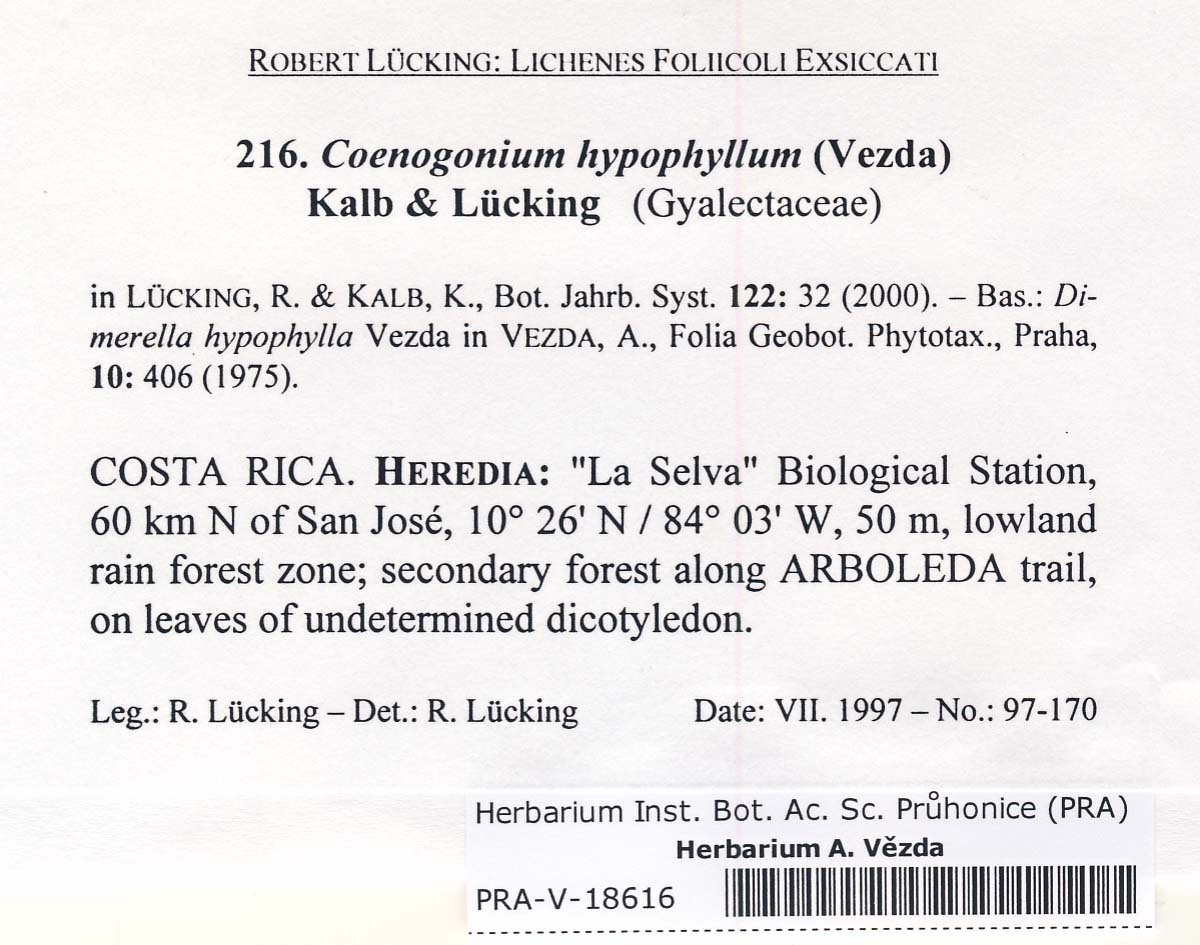 ROBERT LÜCKING: LICHENES FOLIICOLI EXSICCATI
216. Coenogonium hypophyllum (Vezda)
Kalb & Lücking (Gyalectaceae)
in LÜCKING, R. & KALB, K., Bot. Jahrb. Syst. 122: 32 (2000). – Bas.: Di-
merella hypophylla Vezda in VEZDA, A., Folia Geobot. Phytotax., Praha,
10: 406 (1975).
COSTA RICA. HEREDIA: "La Selva" Biological Station,
60 km N of San José, 10° 26' N / 84° 03' W, 50 m, lowland
rain forest zone; secondary forest along ARBOLEDA trail,
on leaves of undetermined dicotyledon.
Leg.: R. Lücking – Det.: R. Lücking Date: VII. 1997 – No.: 97-170
Herbarium Inst. Bot. Ac. Sc. Průhonice (PRA)
Herbarium A. Vězda
PRA-V-18616